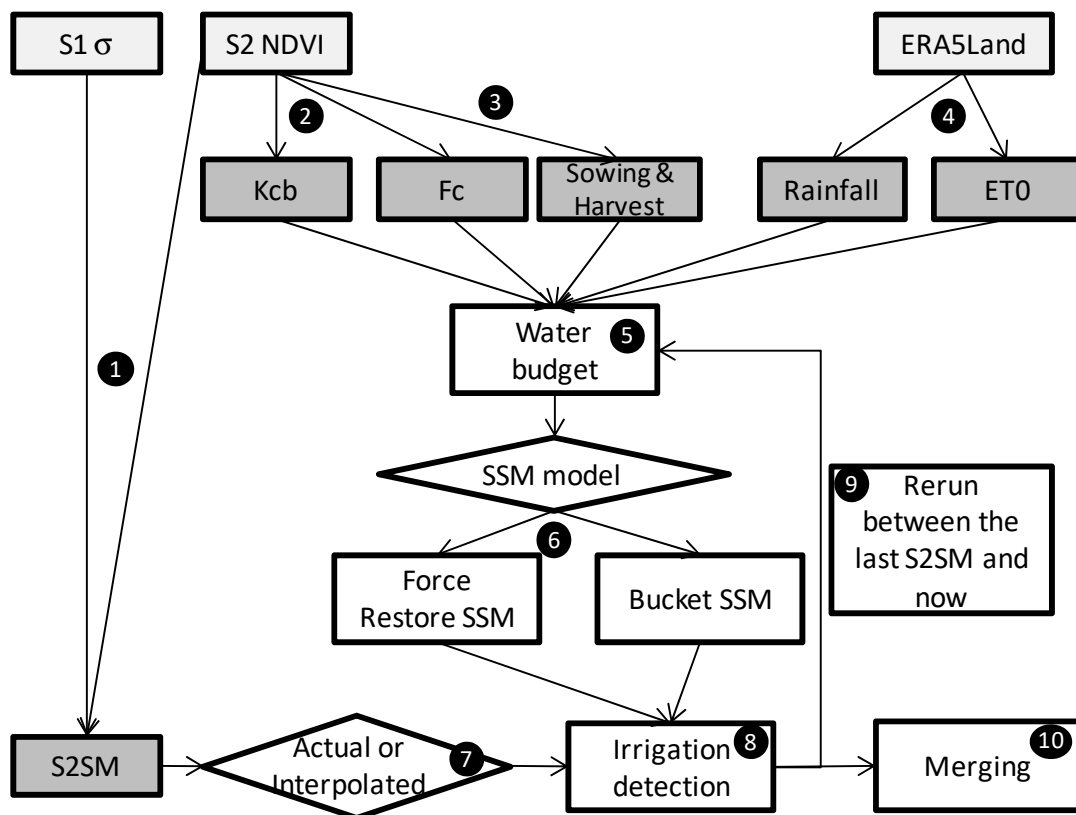 S1 σ
S2 NDVI
ERA5Land
2
3
4
Kcb
Fc
Sowing &
Harvest
Rainfall
ET0
1
Water
budget
5
SSM model
6
9
Rerun
between the
last S2SM and
now
Force
Restore SSM
Bucket SSM
S2SM
Actual or
Interpolated
7
Irrigation
detection
8
Merging
10